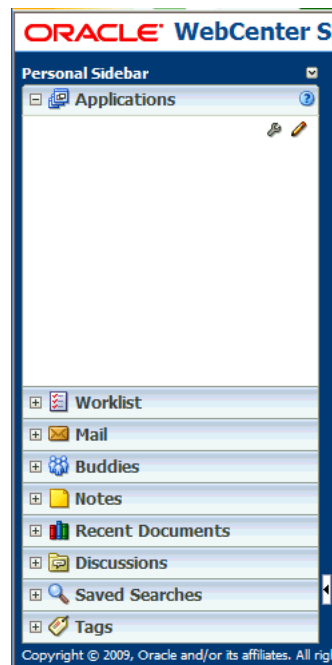 ORACLE WebCenter S
Personal Sidebar
Applications
Worklist
Mail
Buddies
Notes
Recent Documents
Discussions
Saved Searches
Tags
Copyright © 2009, Oracle and/or its affiliates. All rig